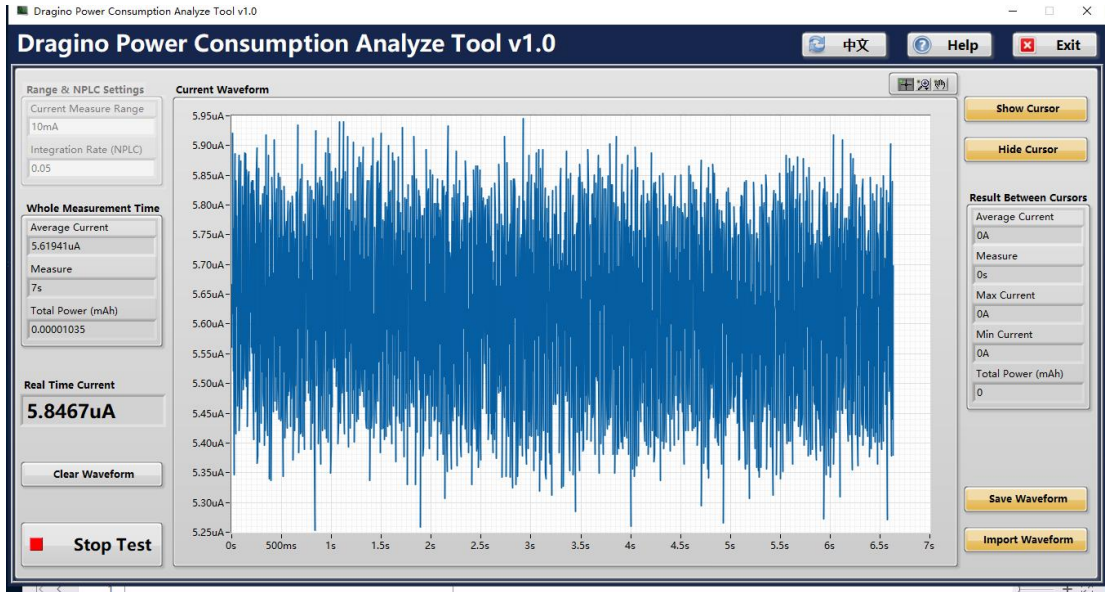 Dragino Power Consumption Analyze Tool v1.0
Dragino Power Consumption Analyze Tool v1.0
中文
Help
Exit
Range & NPLC Settings
Current Measure Range
10mA
Integration Rate (NPLC)
0.05
Whole Measurement Time
Average Current
5.61941uA
Measure
7s
Total Power (mAh)
0.00001035
Real Time Current
5.8467uA
Clear Waveform
Stop Test
Current Waveform
5.95uA
5.90uA
5.85uA
5.80uA
5.75uA
5.70uA
5.65uA
5.60uA
5.55uA
5.50uA
5.45uA
5.40uA
5.35uA
5.30uA
5.25uA
0s 500ms 1s 1.5s 2s 2.5s 3s 3.5s 4s 4.5s 5s 5.5s 6s 6.5s 7s
Show Cursor
Hide Cursor
Result Between Cursors
Average Current
0A
Measure
0s
Max Current
0A
Min Current
0A
Total Power (mAh)
0
Save Waveform
Import Waveform